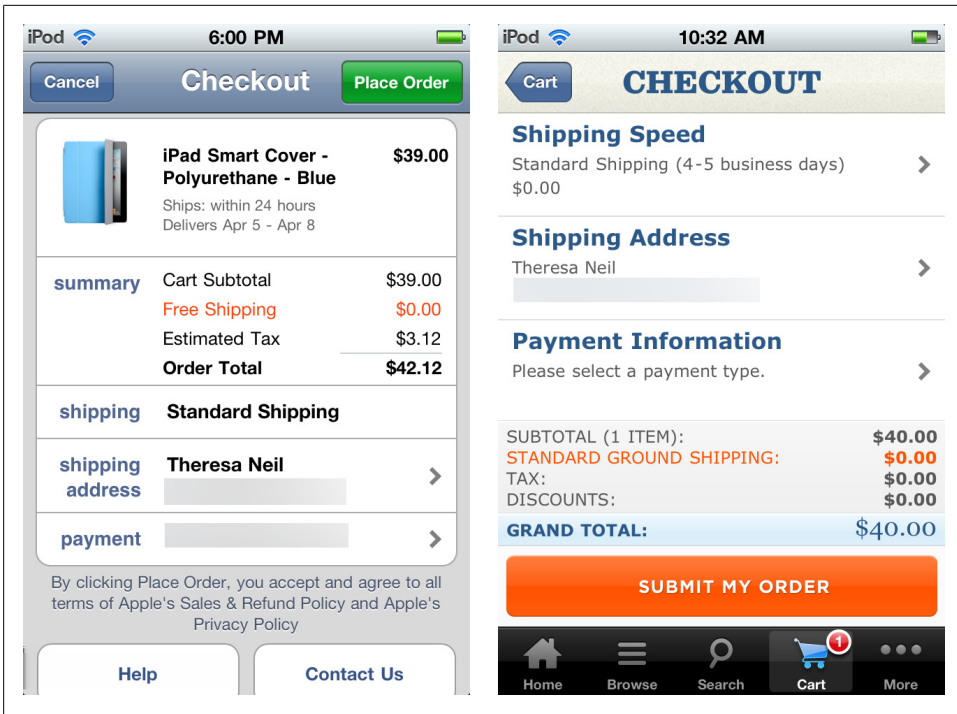 iPod 6:00 PM
Cancel Checkout Place Order
iPad Smart Cover - $39.00
Polyurethane - Blue
Ships: within 24 hours
Delivers Apr 5 - Apr 8
summary Cart Subtotal $39.00
Free Shipping $0.00
Estimated Tax $3.12
Order Total $42.12
shipping Standard Shipping
shipping Theresa Neil
address
payment
By clicking Place Order, you accept and agree to all
terms of Apple's Sales & Refund Policy and Apple's
Privacy Policy
Help Contact Us
iPod 10:32 AM
Cart CHECKOUT
Shipping Speed
Standard Shipping (4-5 business days)
$0.00
Shipping Address
Theresa Neil
Payment Information
Please select a payment type.
SUBTOTAL (1 ITEM): $40.00
STANDARD GROUND SHIPPING: $0.00
TAX: $0.00
DISCOUNTS: $0.00
GRAND TOTAL: $40.00
SUBMIT MY ORDER
1
Home Browse Search Cart More